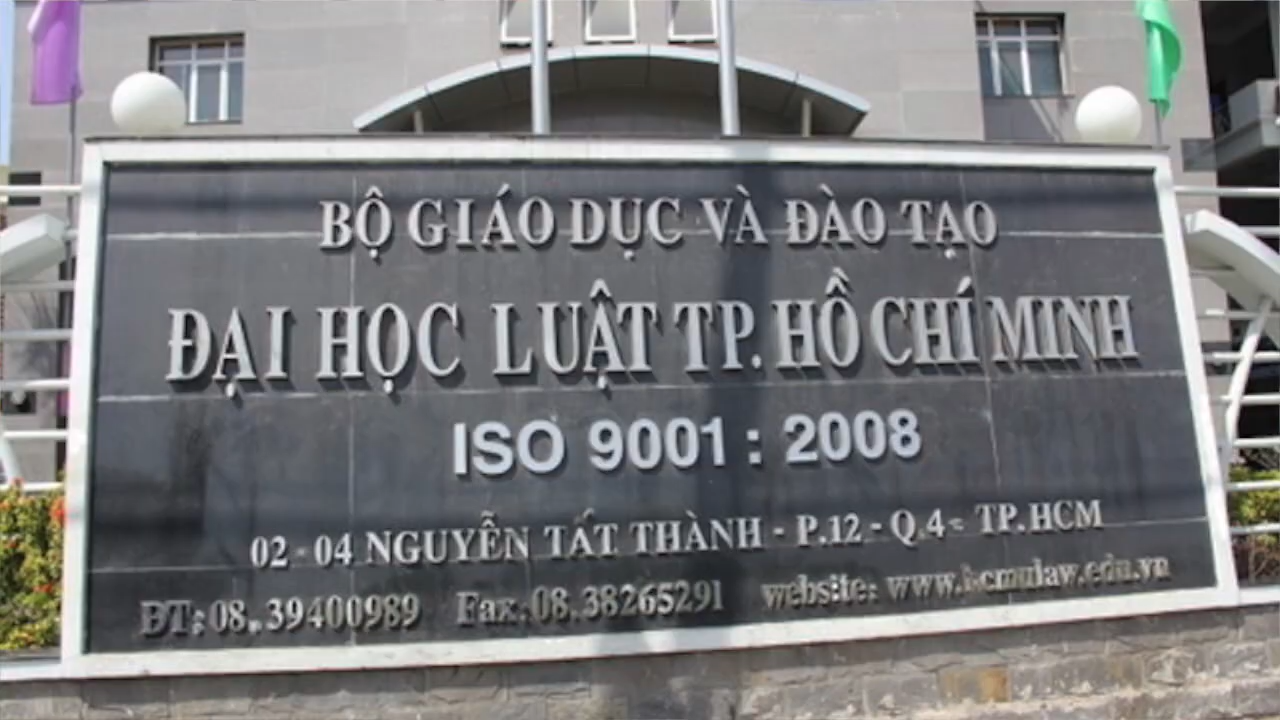 BỘ GIÁO DỤC VÀ ĐÀO TẠO
ĐẠI HỌC LUẬT TP. HỒ CHÍ MINH
ISO 9001 : 2008
02 - 04 NGUYỄN TẤT THÀNH - P.12 - Q.4 - TP.HCM
ĐT: 08.39400989 Fax: 08.38265291 website: www.hcmulaw.edu.vn